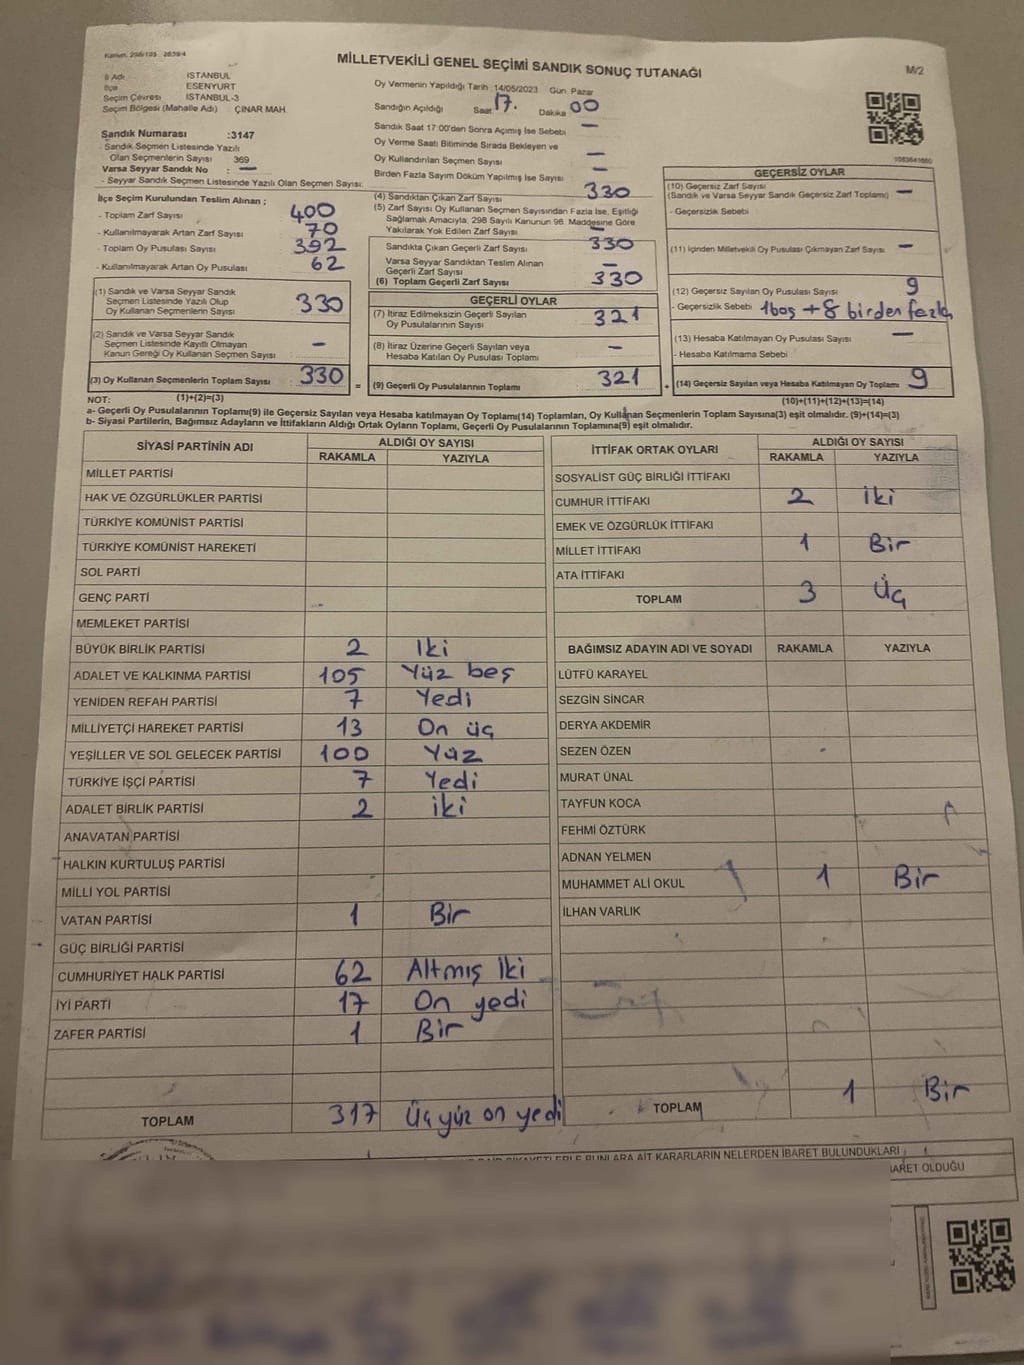 Kanun: 298/105 2839/4
MİLLETVEKİLİ GENEL SEÇİMİ SANDIK SONUÇ TUTANAĞI
M/2
İl Adı İSTANBUL
İlçe ESENYURT
Seçim Çevresi İSTANBUL-3
Seçim Bölgesi (Mahalle Adı) ÇINAR MAH.
Sandık Numarası :3147
- Sandık Seçmen Listesinde Yazılı
Olan Seçmenlerin Sayısı 369
Varsa Seyyar Sandık No : —
- Seyyar Sandık Seçmen Listesinde Yazılı Olan Seçmen Sayısı:
İlçe Seçim Kurulundan Teslim Alınan ;
- Toplam Zarf Sayısı : 400
- Kullanılmayarak Artan Zarf Sayısı : 70
- Toplam Oy Pusulası Sayısı : 392
- Kullanılmayarak Artan Oy Pusulası : 62
(1) Sandık ve Varsa Seyyar Sandık
Seçmen Listesinde Yazılı Olup
Oy Kullanan Seçmenlerin Sayısı 330
(2) Sandık ve Varsa Seyyar Sandık
Seçmen Listesinde Kayıtlı Olmayan
Kanun Gereği Oy Kullanan Seçmen Sayısı —
(3) Oy Kullanan Seçmenlerin Toplam Sayısı 330 =
(1)+(2)=(3)
Oy Vermenin Yapıldığı Tarih :14/05/2023 Gün: Pazar
Sandığın Açıldığı Saat 17. Dakika 00
Sandık Saat 17:00'den Sonra Açımış İse Sebebi —
Oy Verme Saati Bitiminde Sırada Bekleyen ve
Oy Kullandırılan Seçmen Sayısı : —
Birden Fazla Sayım Döküm Yapılmış İse Sayısı : —
(4) Sandıktan Çıkan Zarf Sayısı 330
(5) Zarf Sayısı Oy Kullanan Seçmen Sayısından Fazla İse, Eşitliği
Sağlamak Amacıyla, 298 Sayılı Kanunun 98. Maddesine Göre
Yakılarak Yok Edilen Zarf Sayısı : —
Sandıkta Çıkan Geçerli Zarf Sayısı 330
Varsa Seyyar Sandıktan Teslim Alınan
Geçerli Zarf Sayısı —
(6) Toplam Geçerli Zarf Sayısı 330
GEÇERLİ OYLAR
(7) İtiraz Edilmeksizin Geçerli Sayılan
Oy Pusulalarının Sayısı 321
(8) İtiraz Üzerine Geçerli Sayılan veya
Hesaba Katılan Oy Pusulası Toplamı —
(9) Geçerli Oy Pusulalarının Toplamı 321 +
1083641660
GEÇERSİZ OYLAR
(10) Geçersiz Zarf Sayısı
(Sandık ve Varsa Seyyar Sandık Geçersiz Zarf Toplamı) —
- Geçersizlik Sebebi
(11) İçinden Milletvekili Oy Pusulası Çıkmayan Zarf Sayısı —
(12) Geçersiz Sayılan Oy Pusulası Sayısı 9
- Geçersizlik Sebebi : 1boş + 8 birden fazla
(13) Hesaba Katılmayan Oy Pusulası Sayısı —
- Hesaba Katılmama Sebebi
(14) Geçersiz Sayılan veya Hesaba Katılmayan Oy Toplamı 9
(10)+(11)+(12)+(13)=(14)
NOT:
a- Geçerli Oy Pusulalarının Toplamı(9) ile Geçersiz Sayılan veya Hesaba katılmayan Oy Toplamı(14) Toplamları, Oy Kullanan Seçmenlerin Toplam Sayısına(3) eşit olmalıdır. (9)+(14)=(3)
b- Siyasi Partilerin, Bağımsız Adayların ve İttifakların Aldığı Ortak Oyların Toplamı, Geçerli Oy Pusulalarının Toplamına(9) eşit olmalıdır.
SİYASİ PARTİNİN ADI ALDIĞI OY SAYISI
RAKAMLA YAZIYLA
MİLLET PARTİSİ
HAK VE ÖZGÜRLÜKLER PARTİSİ
TÜRKİYE KOMÜNİST PARTİSİ
TÜRKİYE KOMÜNİST HAREKETİ
SOL PARTİ
GENÇ PARTİ
MEMLEKET PARTİSİ
BÜYÜK BİRLİK PARTİSİ 2 İki
ADALET VE KALKINMA PARTİSİ 105 Yüz beş
YENİDEN REFAH PARTİSİ 7 Yedi
MİLLİYETÇİ HAREKET PARTİSİ 13 On üç
YEŞİLLER VE SOL GELECEK PARTİSİ 100 Yüz
TÜRKİYE İŞÇİ PARTİSİ 7 Yedi
ADALET BİRLİK PARTİSİ 2 iki
ANAVATAN PARTİSİ
HALKIN KURTULUŞ PARTİSİ
MİLLİ YOL PARTİSİ
VATAN PARTİSİ 1 Bir
GÜÇ BİRLİĞİ PARTİSİ
CUMHURİYET HALK PARTİSİ 62 Altmış İki
İYİ PARTİ 17 On yedi
ZAFER PARTİSİ 1 Bir
TOPLAM 317 Üç yüz on yedi
İTTİFAK ORTAK OYLARI ALDIĞI OY SAYISI
RAKAMLA YAZIYLA
SOSYALİST GÜÇ BİRLİĞİ İTTİFAKI
CUMHUR İTTİFAKI 2 İki
EMEK VE ÖZGÜRLÜK İTTİFAKI
MİLLET İTTİFAKI 1 Bir
ATA İTTİFAKI
TOPLAM 3 Üç
BAĞIMSIZ ADAYIN ADI VE SOYADI RAKAMLA YAZIYLA
LÜTFÜ KARAYEL
SEZGİN SİNCAR
DERYA AKDEMİR
SEZEN ÖZEN
MURAT ÜNAL
TAYFUN KOCA
FEHMİ ÖZTÜRK
ADNAN YELMEN
MUHAMMET ALİ OKUL 1 Bir
İLHAN VARLIK
TOPLAM 1 Bir
ŞİKAYETLERLE BUNLARA AİT KARARLARIN NELERDEN İBARET BULUNDUKLARI
OLDUĞU